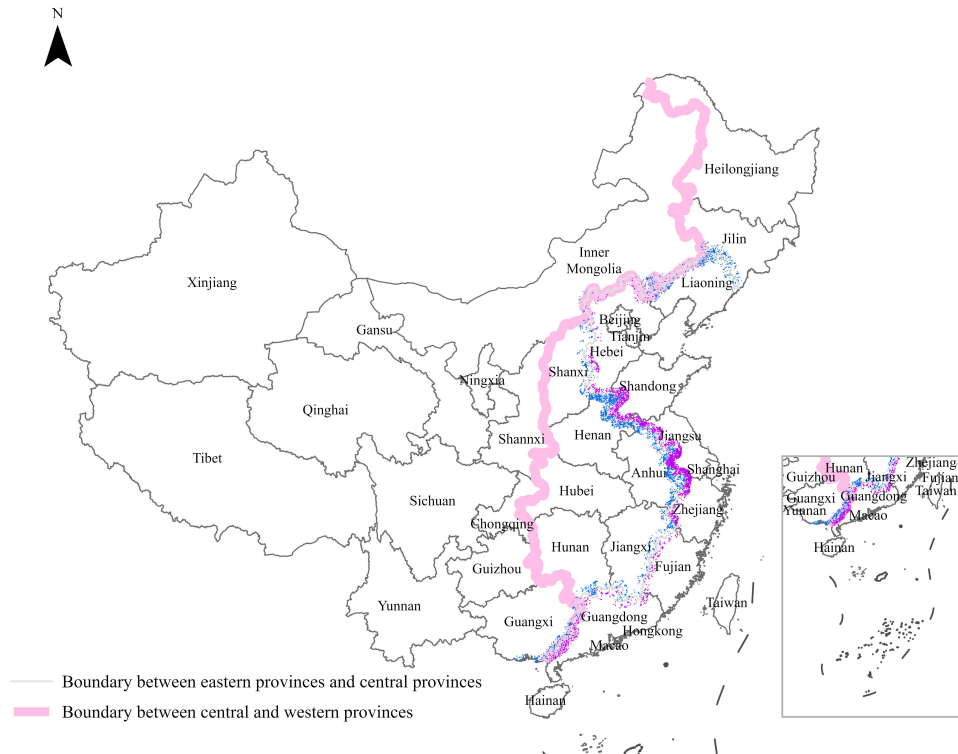 N
Heilongjiang
Jilin
Inner
Mongolia
Liaoning
Xinjiang
Beijing
Gansu
Tianjin
Hebei
Shanxi
Ningxia
Shandong
Qinghai
Shannxi
Henan
Jiangsu
Tibet
Anhui
Shanghai
Sichuan
Hubei
Chongqing
Zhejiang
Hunan
Jiangxi
Guizhou
Fujian
Yunnan
Guangxi
Guangdong
Taiwan
Hongkong
Macao
Hainan
Zhejiang
Hunan
Guizhou
Jiangxi
Fujian
Guangxi
Guangdong
Taiwan
Yunnan
Macao
Hainan
Boundary between eastern provinces and central provinces
Boundary between central and western provinces